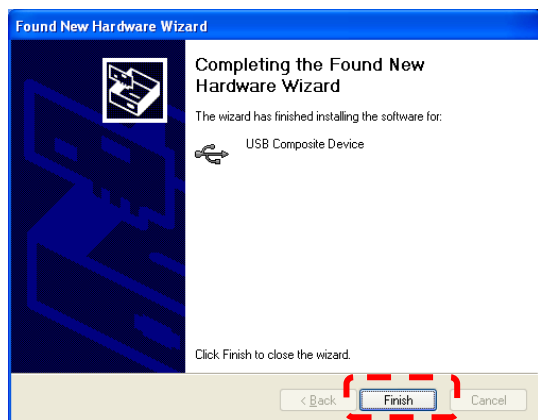 Found New Hardware Wizard
Completing the Found New
Hardware Wizard
The wizard has finished installing the software for:
USB Composite Device
Click Finish to close the wizard.
< Back
Finish
Cancel